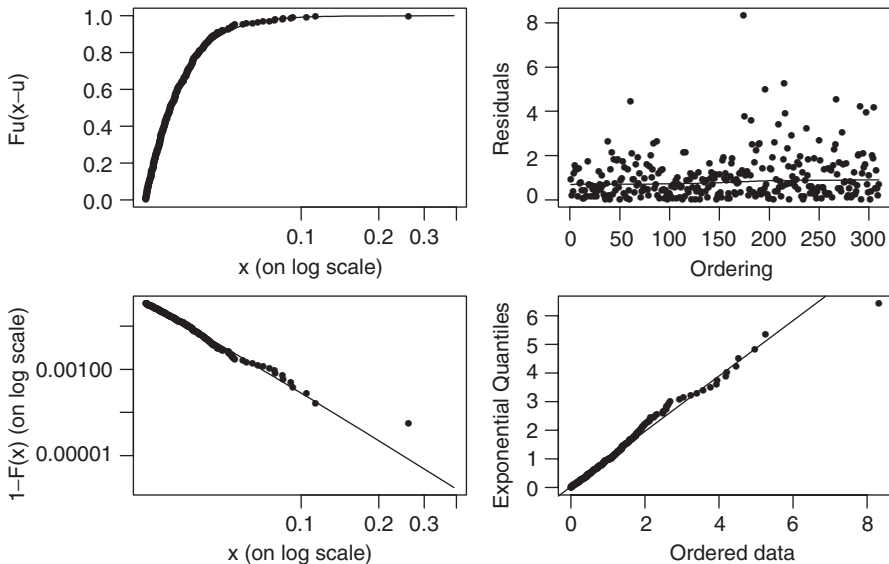 Fu(x−u)
1.0
0.8
0.6
0.4
0.2
0.0
0.1 0.2 0.3
x (on log scale)
Residuals
8
6
4
2
0
0 50 100 150 200 250 300
Ordering
1−F(x) (on log scale)
0.00100
0.00001
0.1 0.2 0.3
x (on log scale)
Exponential Quantiles
6
5
4
3
2
1
0
0 2 4 6 8
Ordered data